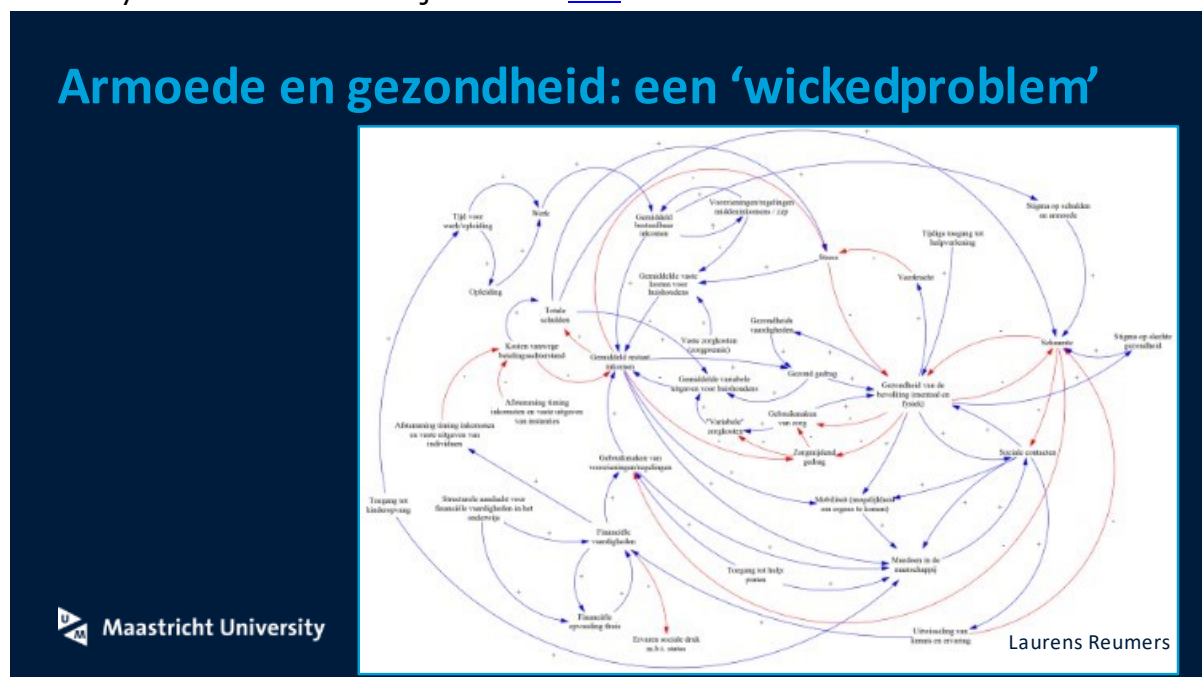 Armoede en gezondheid: een ‘wickedproblem’
Tijd voor
werk/opleiding
Werk
Gemiddeld
besteedbaar
inkomen
Voorzieningen/regelingen
middeninkomens / zzp
Stigma op schulden
en armoede
Tijdige toegang tot
hulpverlening
Stress
Veerkracht
Opleiding
Gemiddelde vaste
lasten voor
huishoudens
Totale
schulden
Gezondheids
vaardigheden
Kosten vanwege
betalingsachterstand
Vaste zorgkosten
(zorgpremie)
Schaamte
Stigma op slechte
gezondheid
Gemiddeld restant
inkomen
Gezond gedrag
Gemiddelde variabele
uitgaven voor huishoudens
Gezondheid van de
bevolking (mentaal en
fysiek)
Afstemming timing
inkomsten en vaste uitgaven
van instanties
"Variabele"
zorgkosten
Gebruikmaken
van zorg
Afstemming timing inkomsten
en vaste uitgaven van
individuen
Zorgmijdend
gedrag
Sociale contacten
Gebruikmaken van
voorzieningen/regelingen
Toegang tot
kinderopvang
Structurele aandacht voor
financiële vaardigheden in het
onderwijs
Mobiliteit (mogelijkheid
om ergens te komen)
Financiële
vaardigheden
Meedoen in de
maatschappij
Toegang tot hulp
posten
Financiële
opvoeding thuis
Ervaren sociale druk
m.b.t. status
Uitwisseling van
kennis en ervaring
Laurens Reumers
UM
Maastricht University